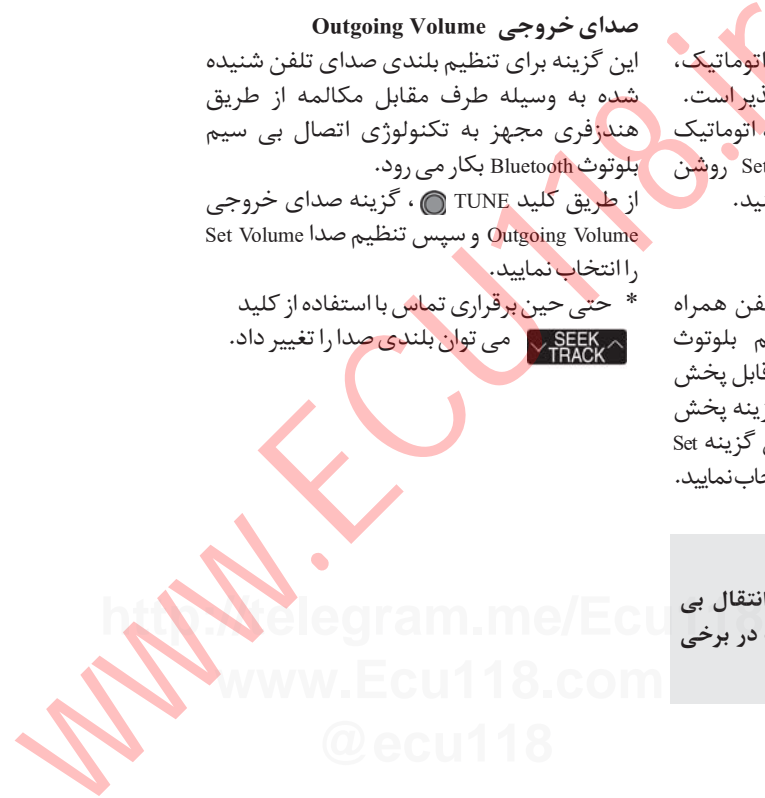 صدای خروجی Outgoing Volume
این گزینه برای تنظیم بلندی صدای تلفن شنیده
شده به وسیله طرف مقابل مکالمه از طریق
هندزفری مجهز به تکنولوژی اتصال بی سیم
بلوتوث Bluetooth بکار می رود.
از طریق کلید TUNE ، گزینه صدای خروجی
Outgoing Volume و سپس تنظیم صدا Set Volume
را انتخاب نمایید.
* حتی حین برقراری تماس با استفاده از کلید
SEEK
TRACK می توان بلندی صدا را تغییر داد.
اتوماتیک،
پذیر است.
اتوماتیک
Set روشن
همراه
بلوتوث
قابل پخش
گزینه پخش
گزینه Set
نمایید.
انتقال بی
در برخی
WWW.ECU118.ir
http://telegram.me/Ecu118
www.Ecu118.com
@ecu118